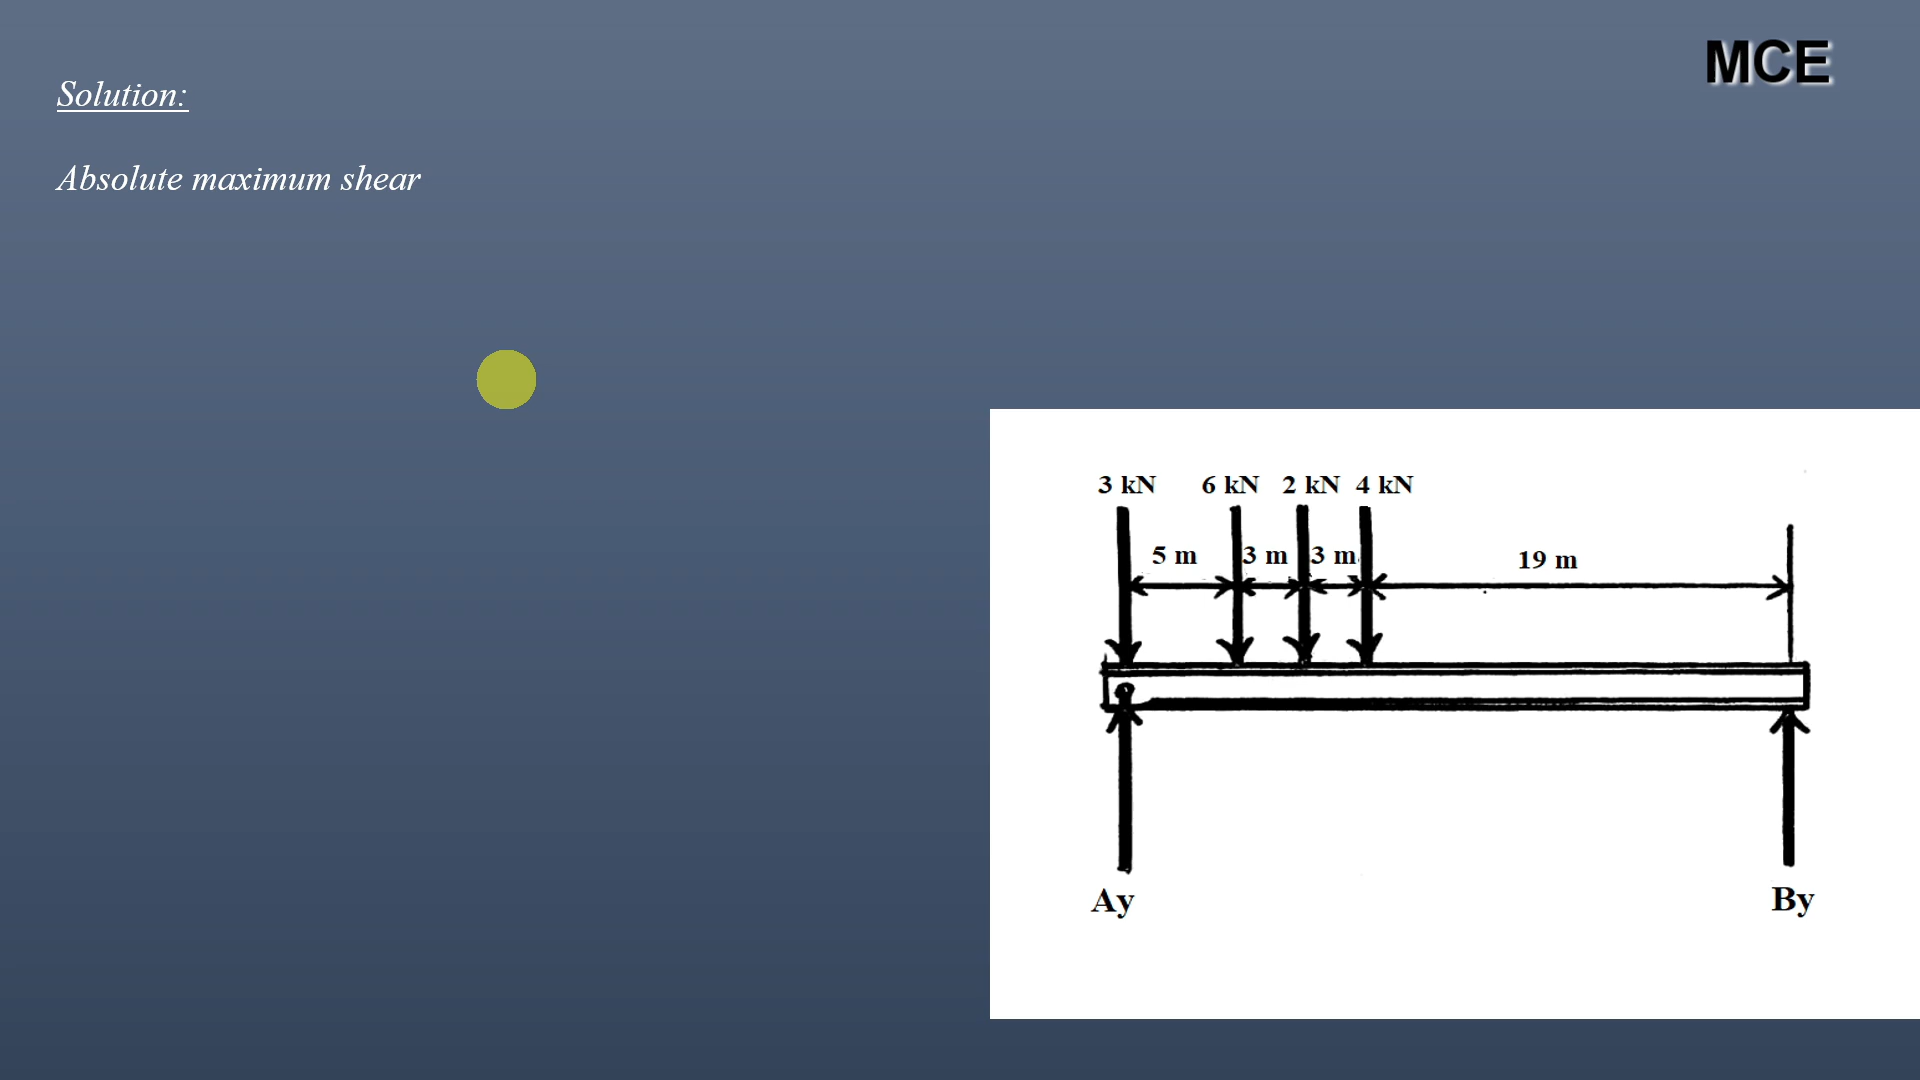 MCE
Solution:
Absolute maximum shear
3 kN 6 kN 2 kN 4 kN
5 m 3 m 3 m 19 m
Ay By